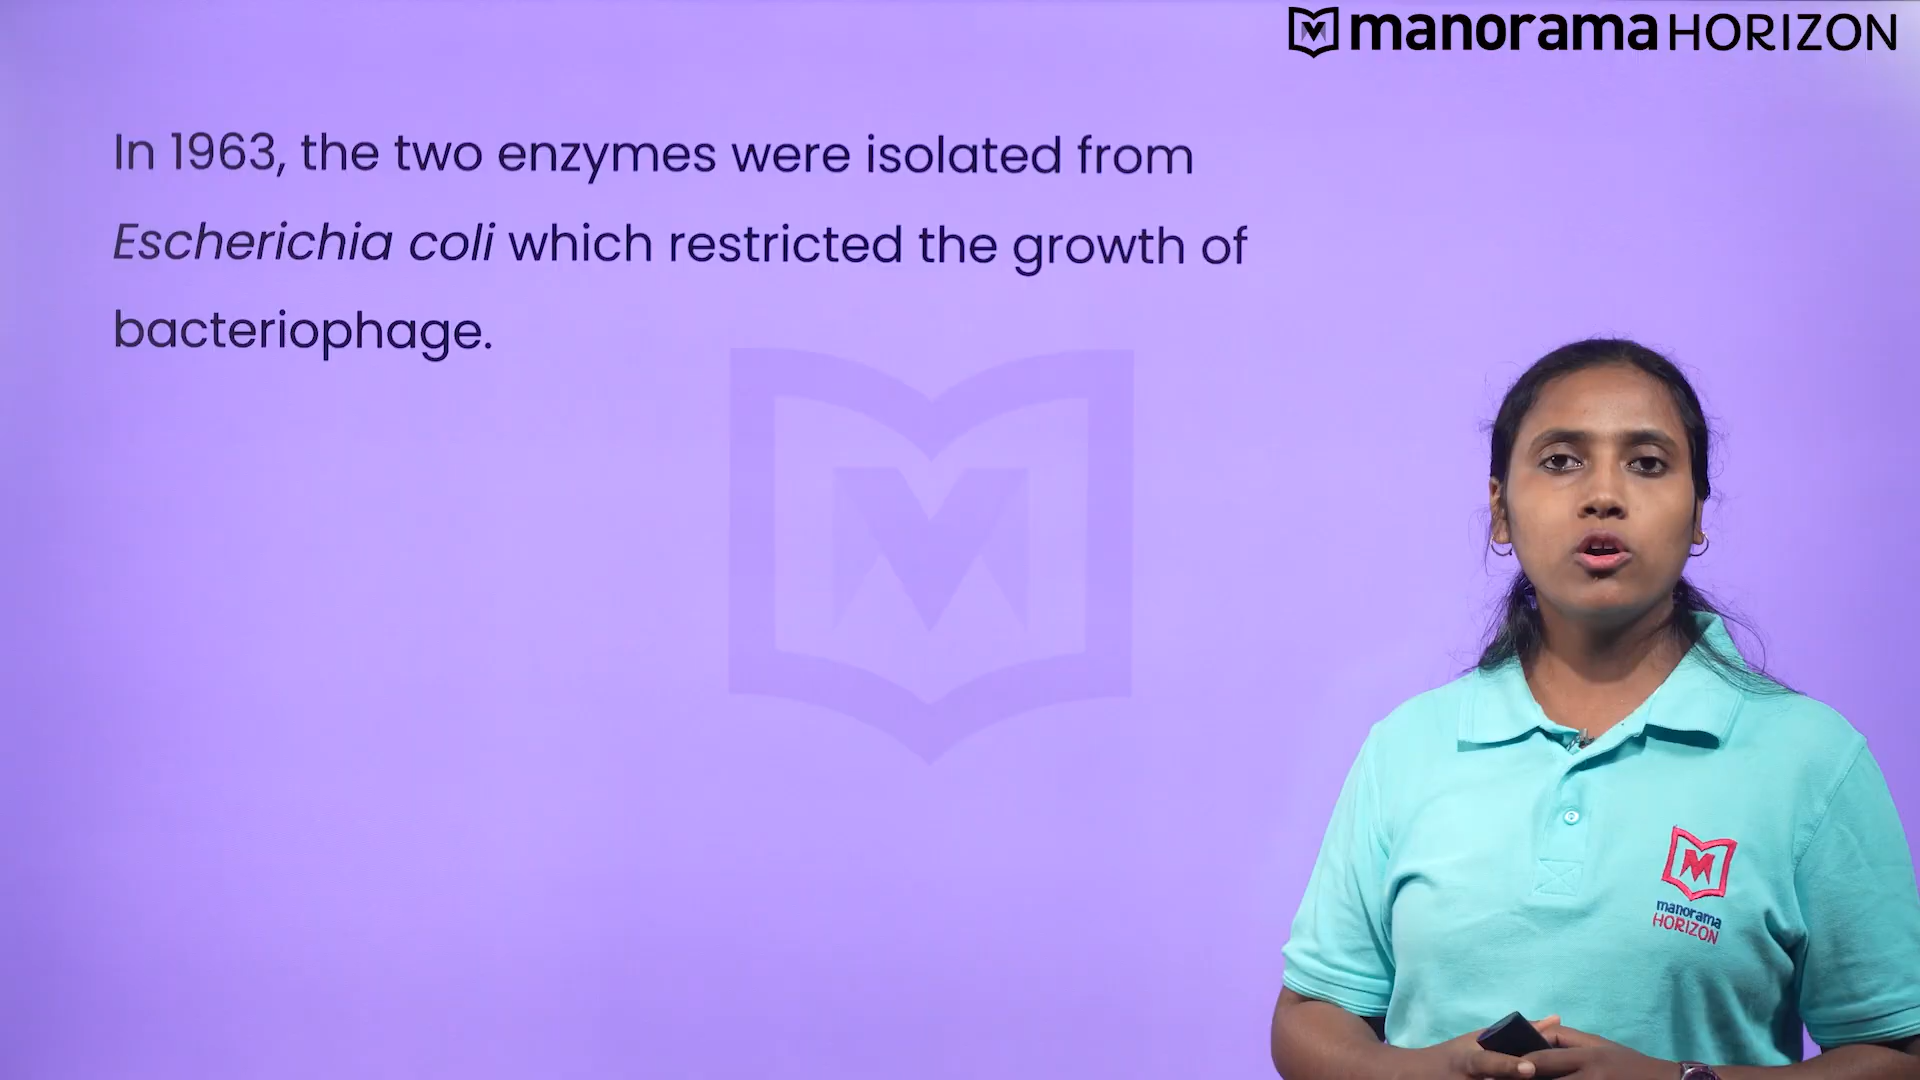 manorama HORIZON
In 1963, the two enzymes were isolated from
Escherichia coli which restricted the growth of
bacteriophage.
manorama
HORIZON